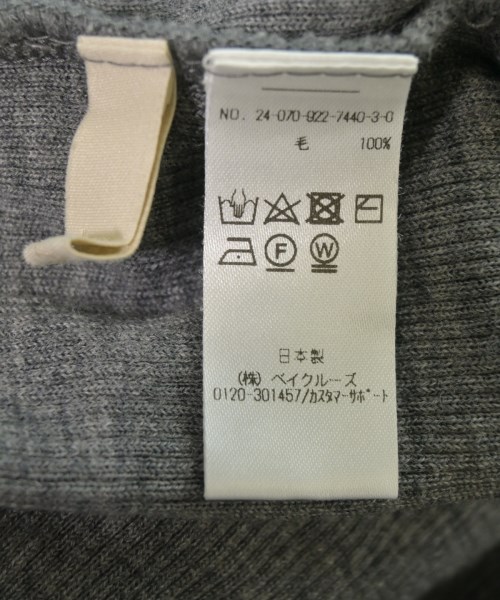 NO. 24-070-922-7440-3-0
毛 100%
F W
日本製
(株) ベイクルーズ
0120-301457/カスタマーサポート